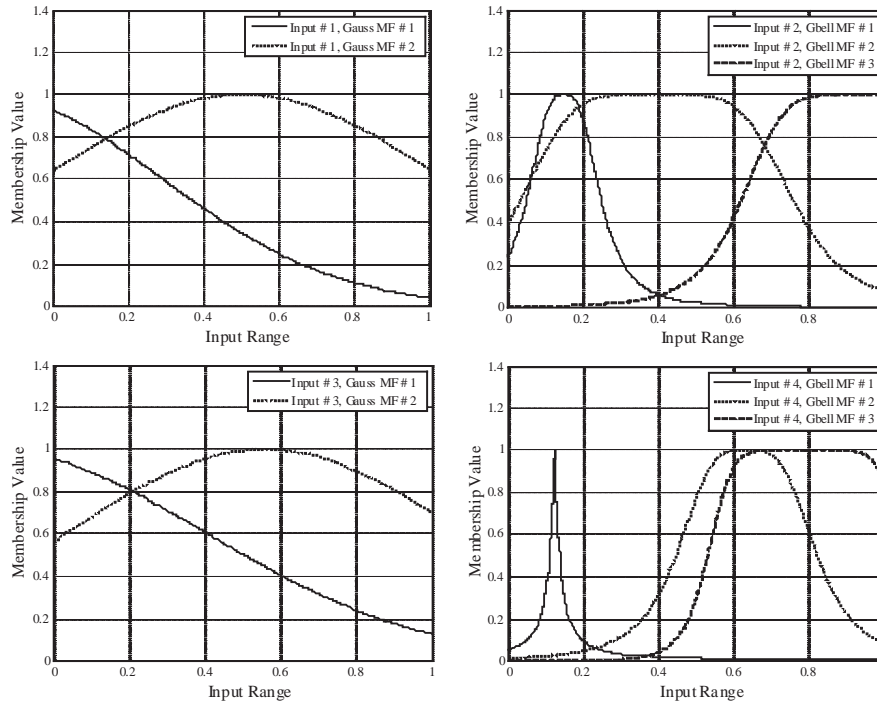 1.4
1.2
1
0.8
0.6
0.4
0.2
0
Membership Value
Input # 1, Gauss MF # 1
Input # 1, Gauss MF # 2
0 0.2 0.4 0.6 0.8 1
Input Range
1.4
1.2
1
0.8
0.6
0.4
0.2
0
Membership Value
Input # 2, Gbell MF # 1
Input # 2, Gbell MF # 2
Input # 2, Gbell MF # 3
0 0.2 0.4 0.6 0.8
Input Range
1.4
1.2
1
0.8
0.6
0.4
0.2
0
Membership Value
Input # 3, Gauss MF # 1
Input # 3, Gauss MF # 2
0 0.2 0.4 0.6 0.8 1
Input Range
1.4
1.2
1
0.8
0.6
0.4
0.2
0
Membership Value
Input # 4, Gbell MF # 1
Input # 4, Gbell MF # 2
Input # 4, Gbell MF # 3
0 0.2 0.4 0.6 0.8
Input Range